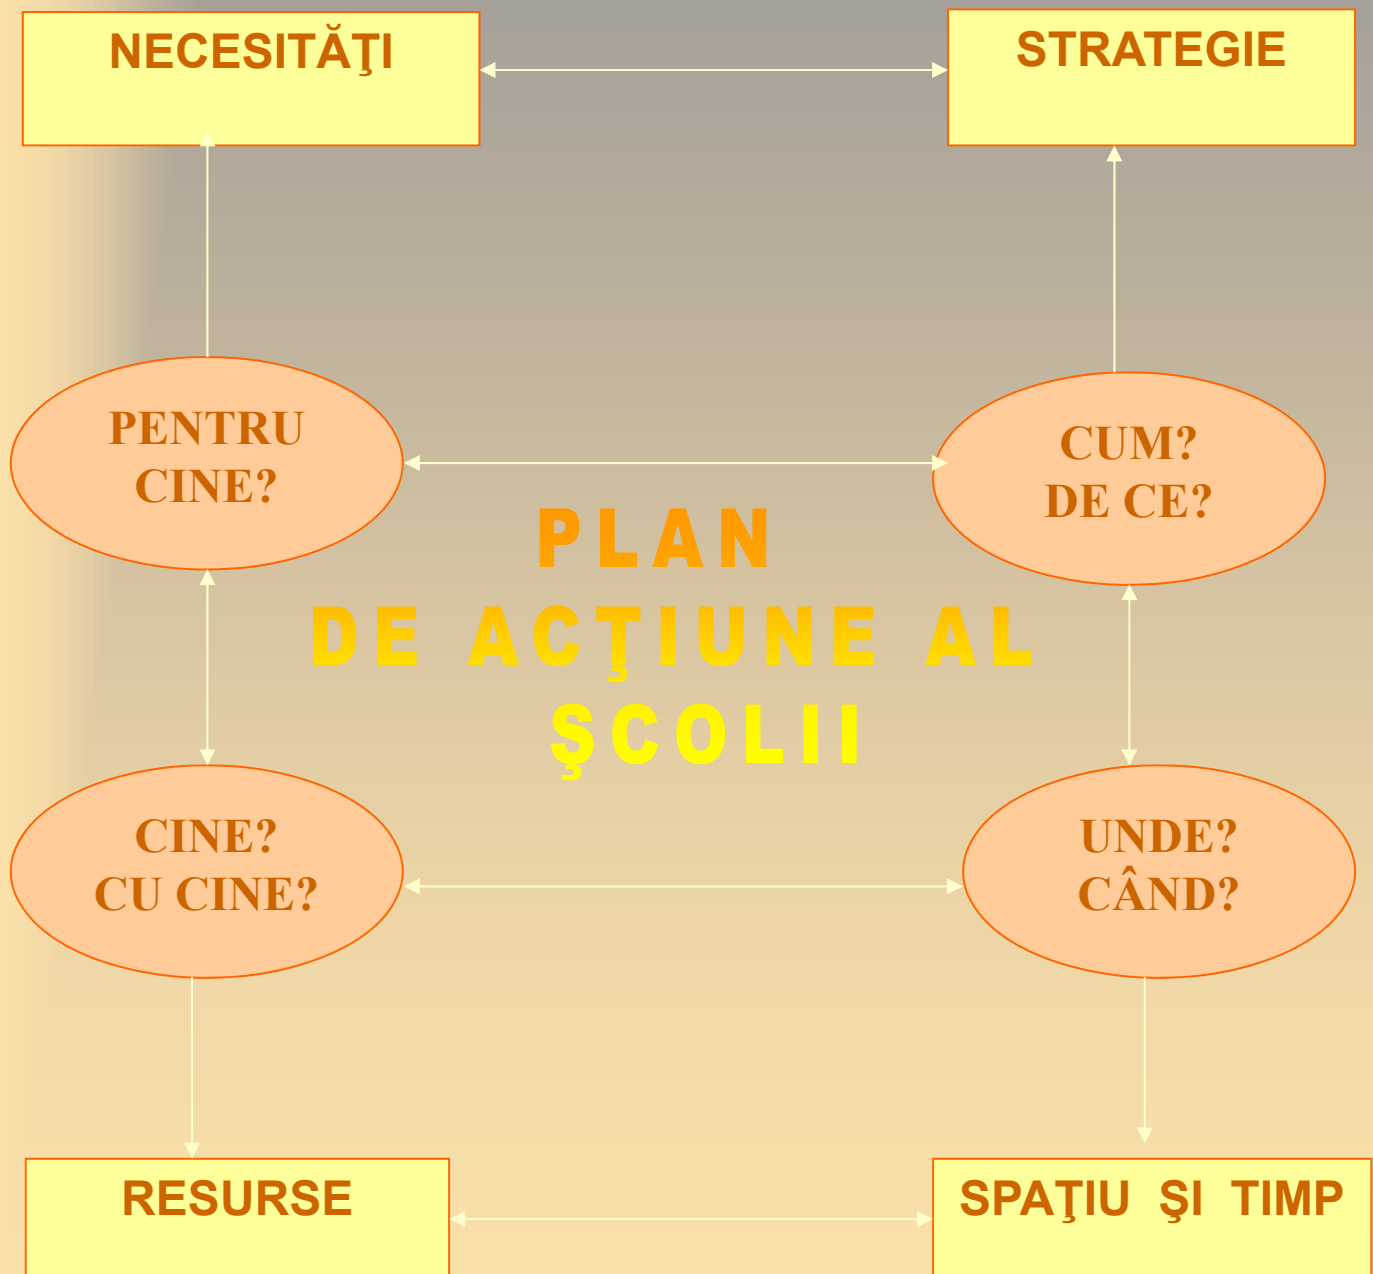 NECESITĂŢI
STRATEGIE
PENTRU
CINE?
CUM?
DE CE?
PLAN
DE ACŢIUNE AL
ŞCOLII
CINE?
CU CINE?
UNDE?
CÂND?
RESURSE
SPAŢIU ŞI TIMP